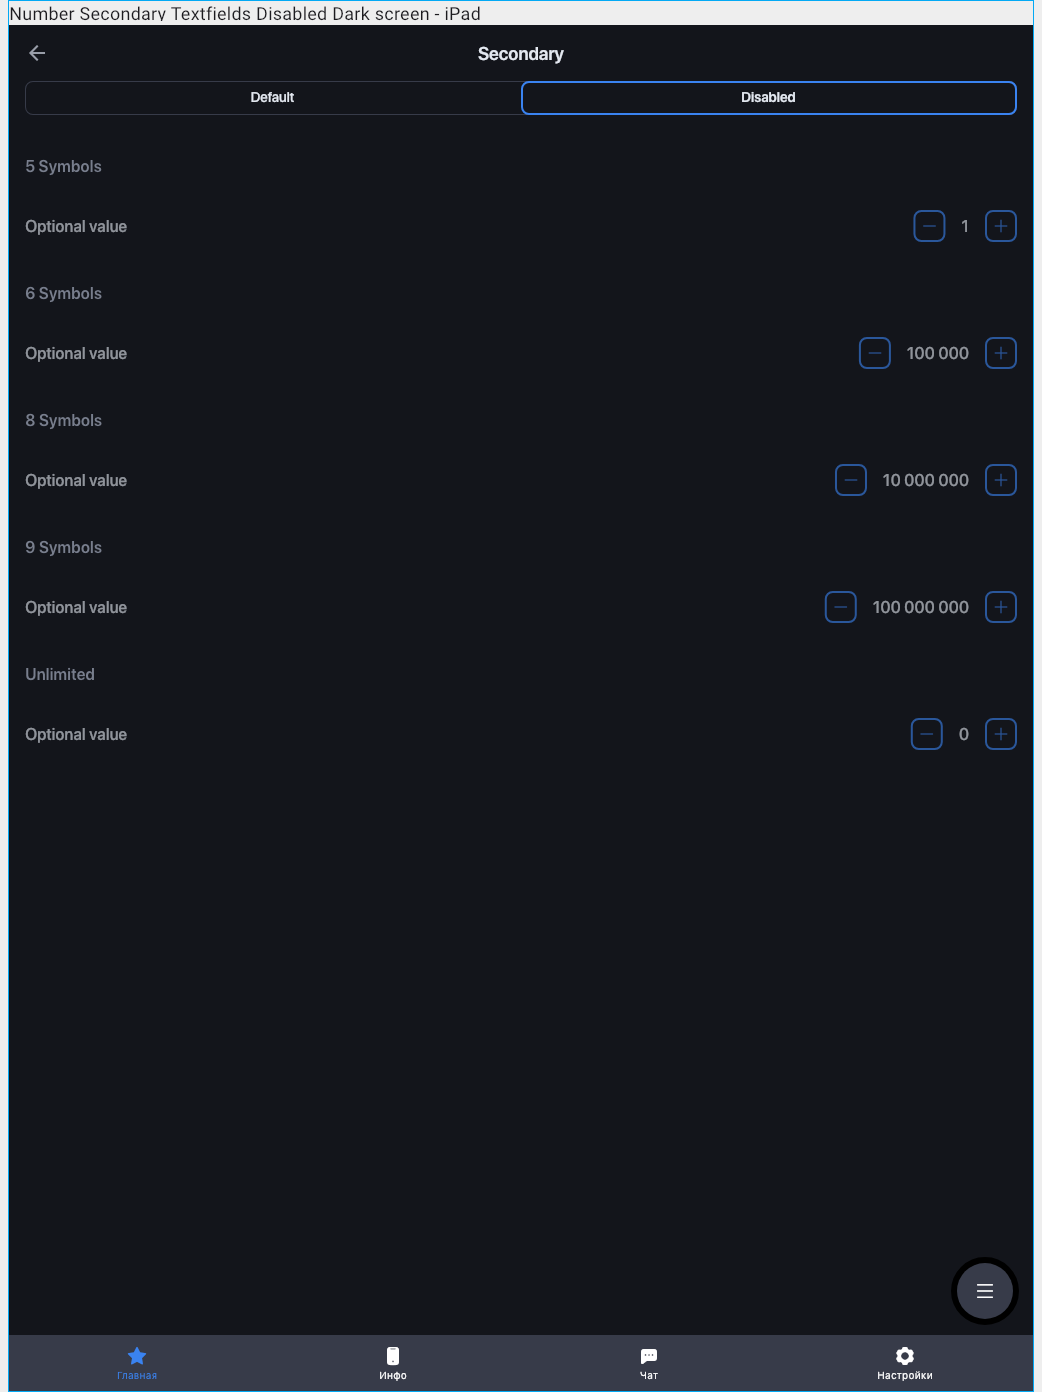 Number Secondary Textfields Disabled Dark screen - iPad
Secondary
Default
Disabled
5 Symbols
Optional value
1
6 Symbols
Optional value
100 000
8 Symbols
Optional value
10 000 000
9 Symbols
Optional value
100 000 000
Unlimited
Optional value
0
Главная
Инфо
Чат
Настройки